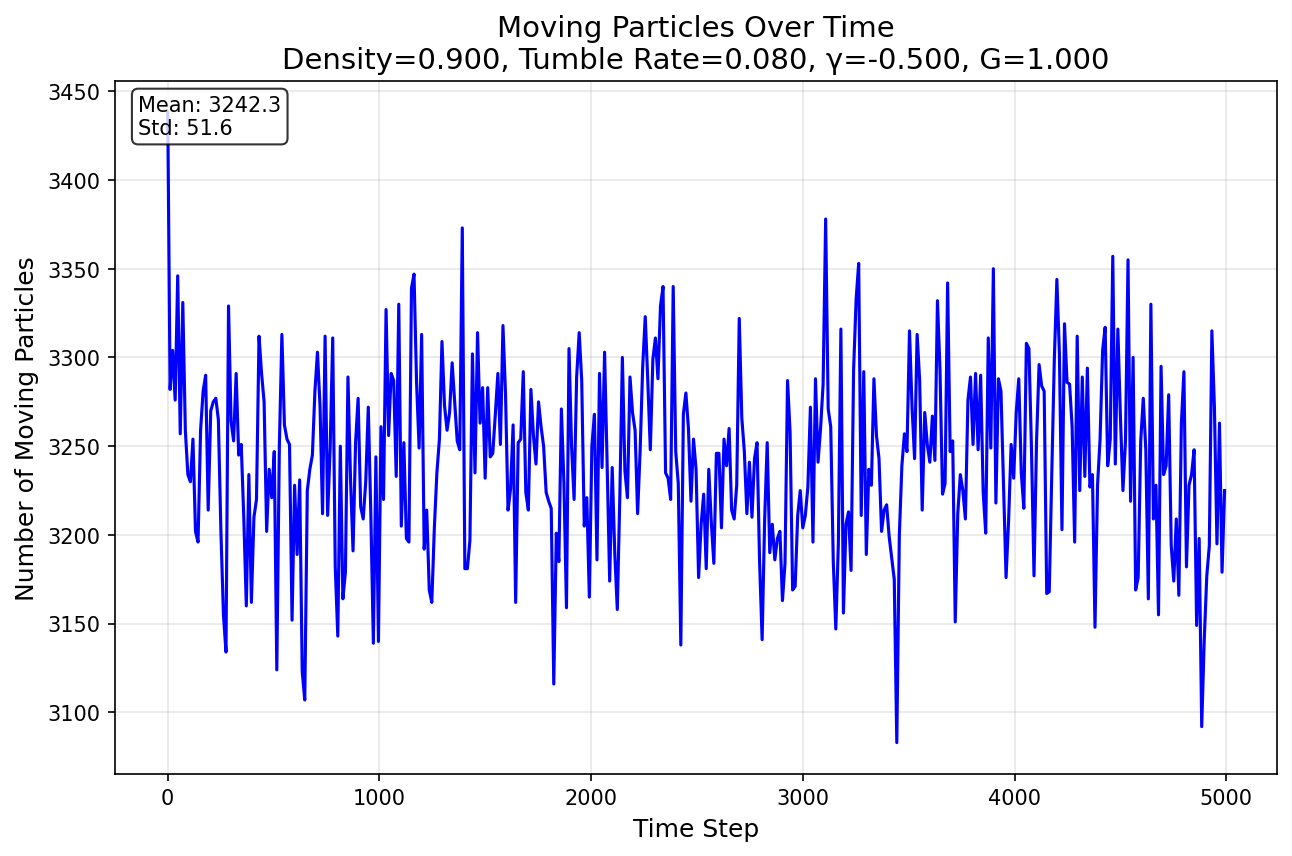 Moving Particles Over Time
Density=0.900, Tumble Rate=0.080, γ=-0.500, G=1.000
Mean: 3242.3
Std: 51.6
Number of Moving Particles
3450
3400
3350
3300
3250
3200
3150
3100
0 1000 2000 3000 4000 5000
Time Step